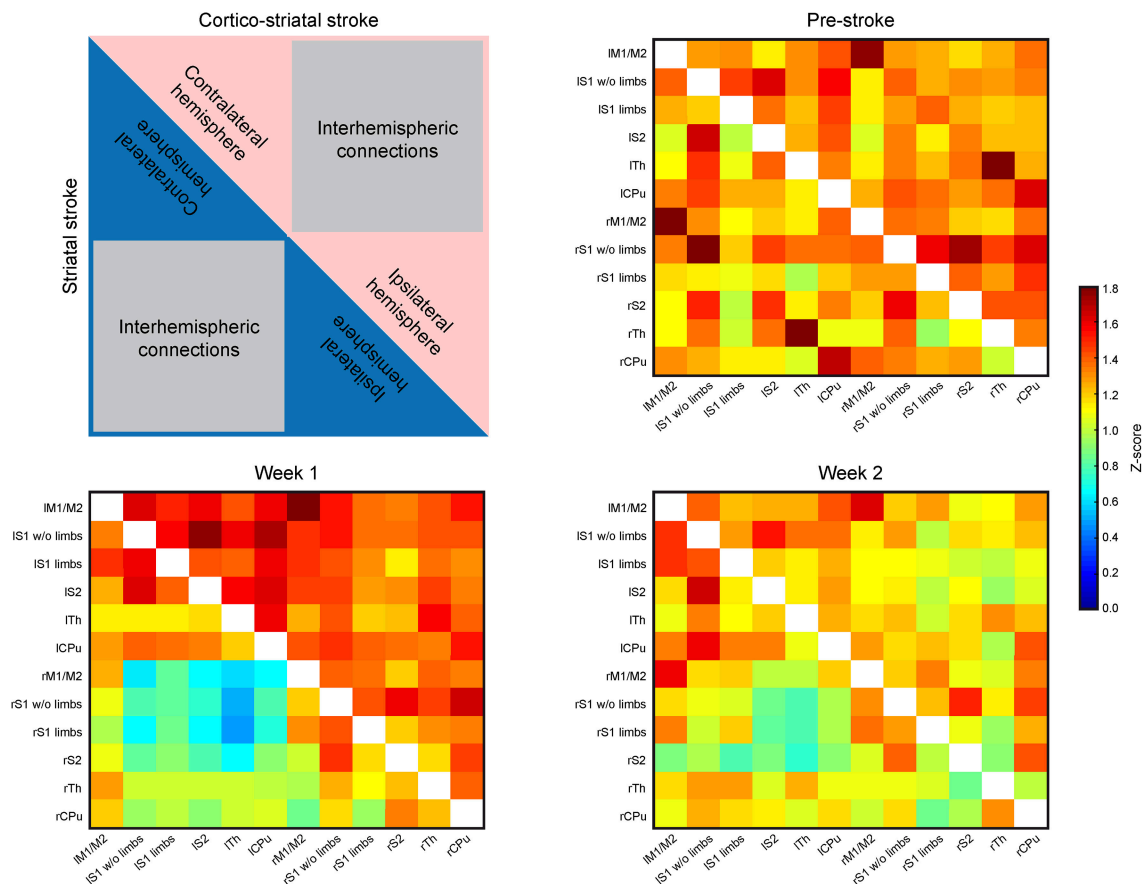 Cortico-striatal stroke
Striatal stroke
Contralateral
hemisphere
Interhemispheric
connections
Contralateral
hemisphere
Ipsilateral
hemisphere
Interhemispheric
connections
Ipsilateral
hemisphere
Pre-stroke
lM1/M2
lS1 w/o limbs
lS1 limbs
lS2
lTh
lCPu
rM1/M2
rS1 w/o limbs
rS1 limbs
rS2
rTh
rCPu
lM1/M2
lS1 w/o limbs
lS1 limbs
lS2
lTh
lCPu
rM1/M2
rS1 w/o limbs
rS1 limbs
rS2
rTh
rCPu
1.8
1.6
1.4
1.2
1.0
0.8
0.6
0.4
0.2
0.0
Z-score
Week 1
lM1/M2
lS1 w/o limbs
lS1 limbs
lS2
lTh
lCPu
rM1/M2
rS1 w/o limbs
rS1 limbs
rS2
rTh
rCPu
lM1/M2
lS1 w/o limbs
lS1 limbs
lS2
lTh
lCPu
rM1/M2
rS1 w/o limbs
rS1 limbs
rS2
rTh
rCPu
Week 2
lM1/M2
lS1 w/o limbs
lS1 limbs
lS2
lTh
lCPu
rM1/M2
rS1 w/o limbs
rS1 limbs
rS2
rTh
rCPu
lM1/M2
lS1 w/o limbs
lS1 limbs
lS2
lTh
lCPu
rM1/M2
rS1 w/o limbs
rS1 limbs
rS2
rTh
rCPu